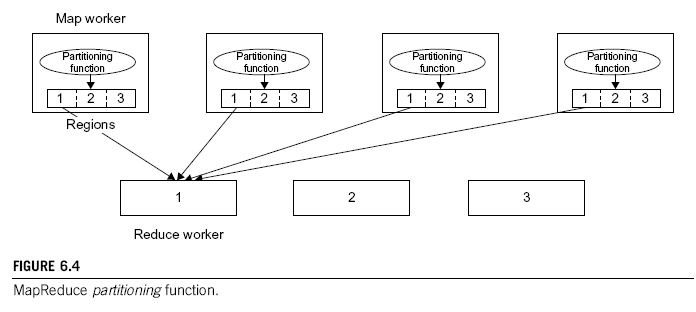 Map worker
Partitioning
function
Partitioning
function
Partitioning
function
Partitioning
function
1 2 3
1 2 3
1 2 3
1 2 3
Regions
1
2
3
Reduce worker
FIGURE 6.4
MapReduce partitioning function.